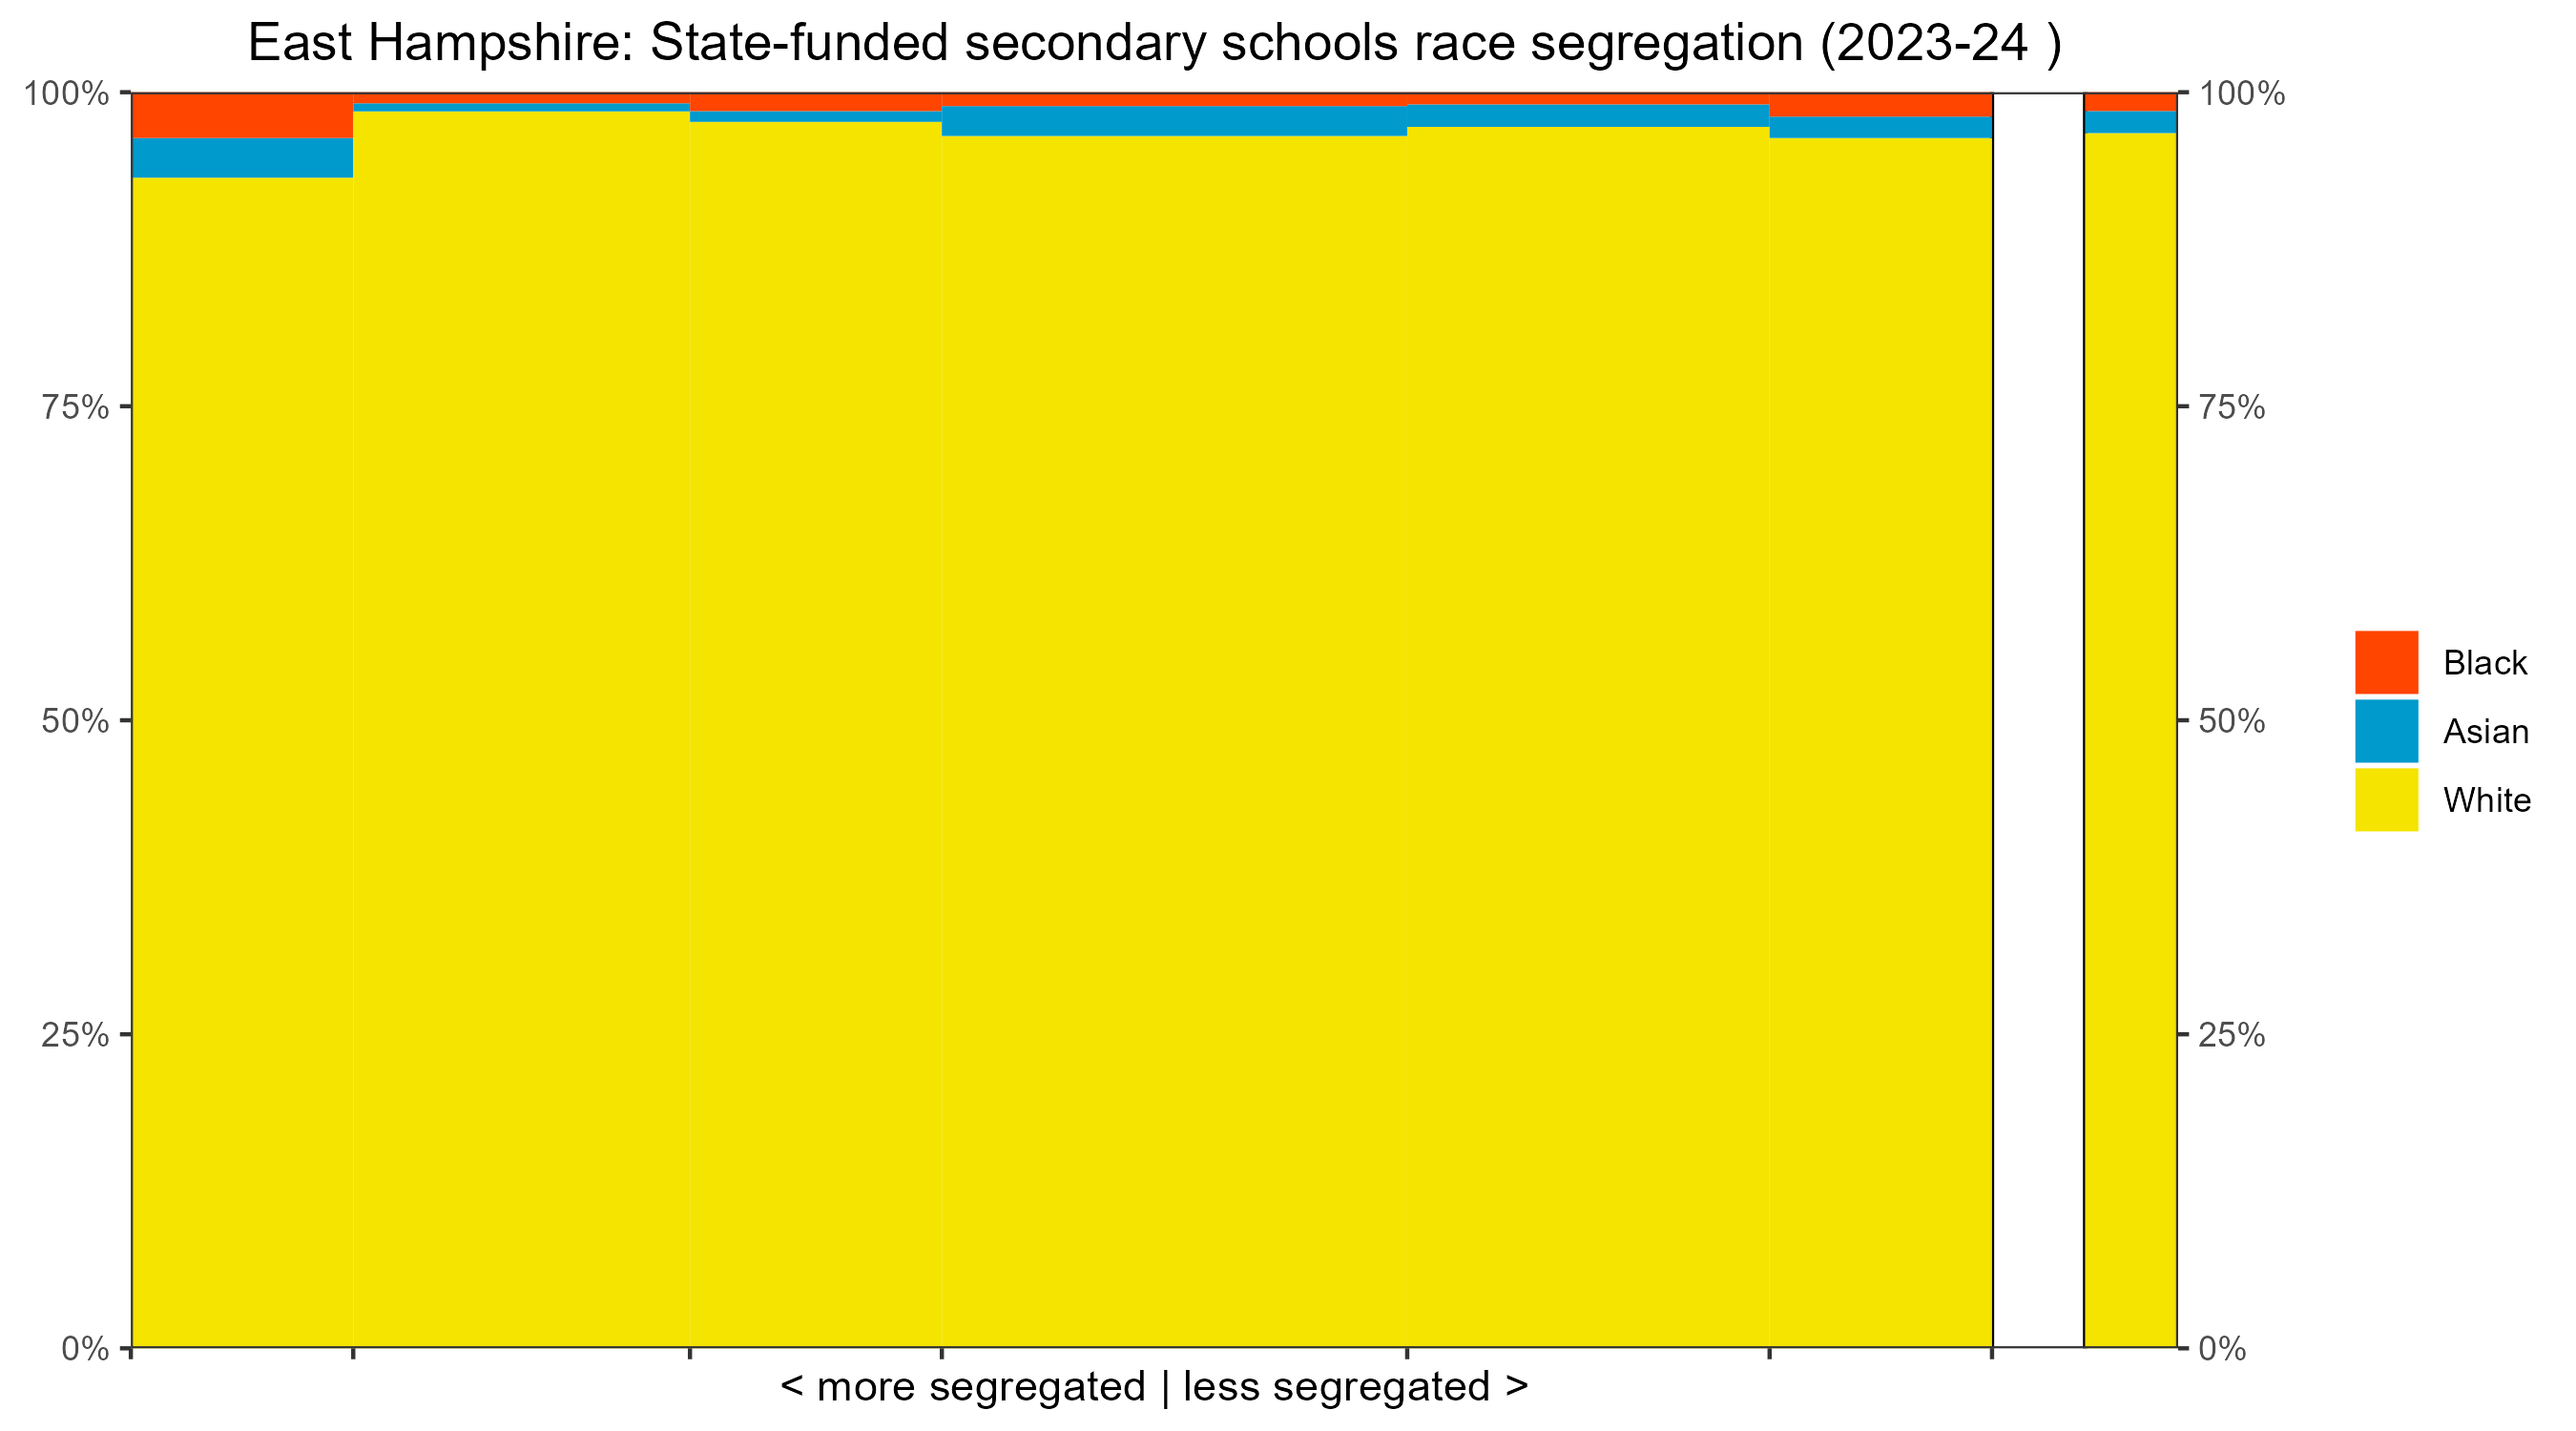 East Hampshire: State-funded secondary schools race segregation (2023-24 )
100%
75%
50%
25%
0%
100%
75%
50%
25%
0%
Black
Asian
White
< more segregated | less segregated >